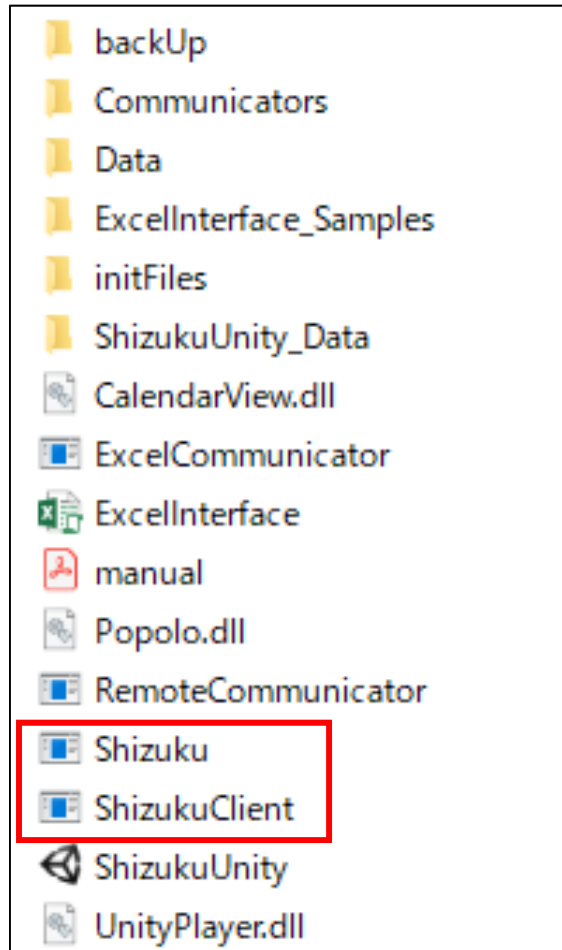 backUp
Communicators
Data
ExcelInterface_Samples
initFiles
ShizukuUnity_Data
CalendarView.dll
ExcelCommunicator
ExcelInterface
manual
Popolo.dll
RemoteCommunicator
Shizuku
ShizukuClient
ShizukuUnity
UnityPlayer.dll